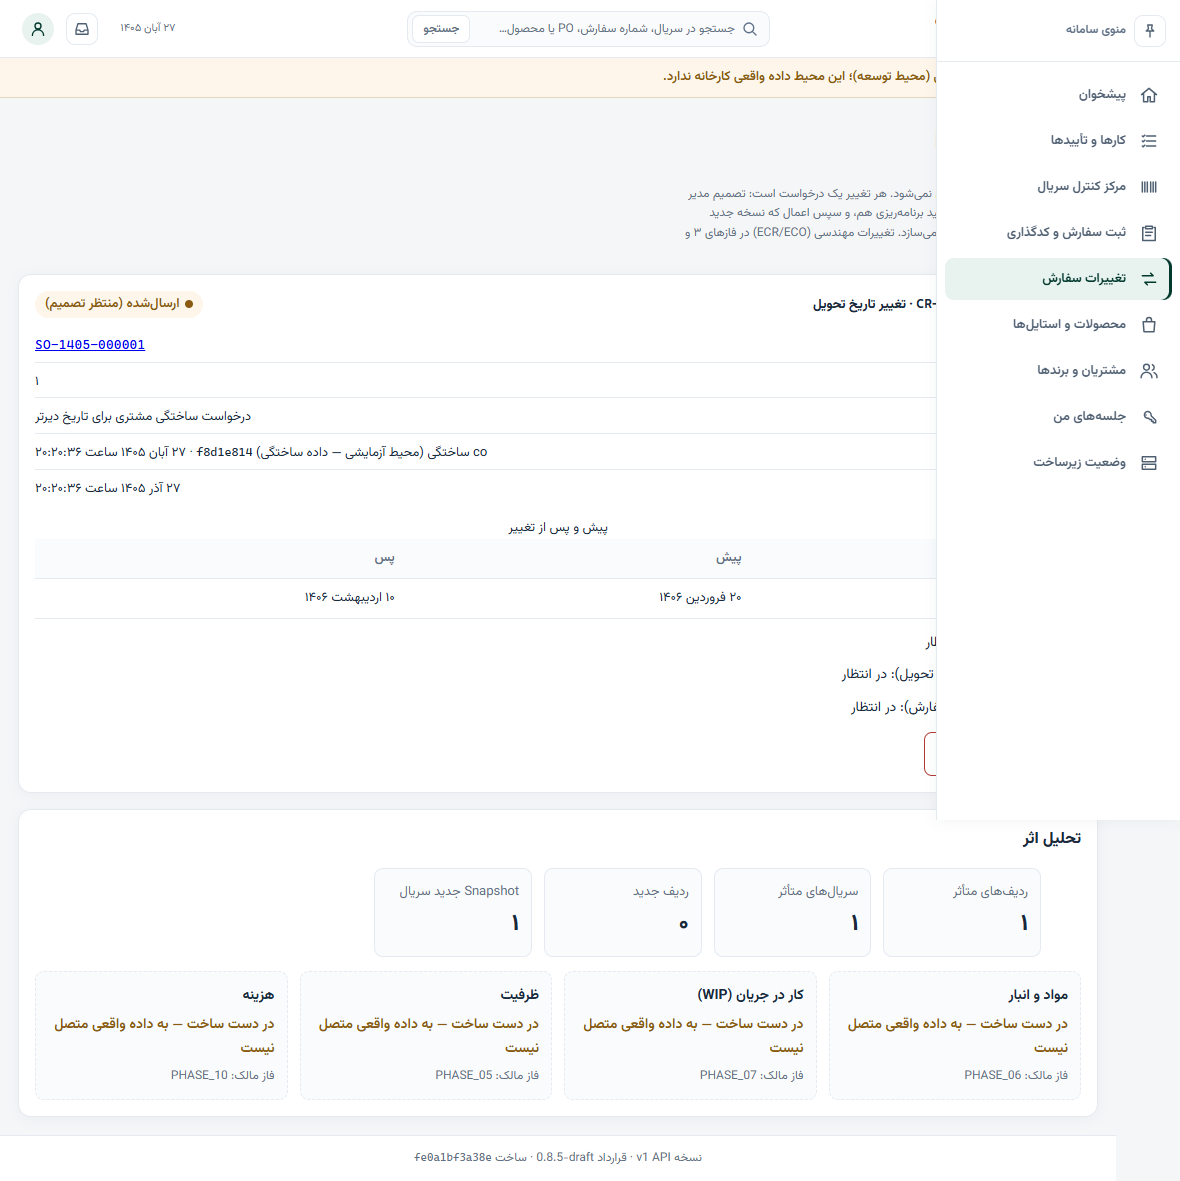 منوی سامانه
جستجو در سریال، شماره سفارش، PO یا محصول...
جستجو
۲۷ آبان ۱۴۰۵
(محیط توسعه)؛ این محیط داده واقعی کارخانه ندارد.
پیشخوان
کارها و تأییدها
مرکز کنترل سریال
ثبت سفارش و کدگذاری
تغییرات سفارش
محصولات و استایل‌ها
مشتریان و برندها
جلسه‌های من
وضعیت زیرساخت
نمی‌شود. هر تغییر یک درخواست است: تصمیم مدیر
برنامه‌ریزی هم، و سپس اعمال که نسخه جدید
می‌سازد. تغییرات مهندسی (ECR/ECO) در فازهای ۳ و
CR- · تغییر تاریخ تحویل
ارسال‌شده (منتظر تصمیم)
SO-1405-000001
۱
درخواست ساختگی مشتری برای تاریخ دیرتر
co ساختگی (محیط آزمایشی — داده ساختگی) f8d1e814 · ۲۷ آبان ۱۴۰۵ ساعت ۲۰:۲۰:۳۶
۲۷ آذر ۱۴۰۵ ساعت ۲۰:۲۰:۳۶
پیش و پس از تغییر
پیش پس
۲۰ فروردین ۱۴۰۶ ۱۰ اردیبهشت ۱۴۰۶
تحویل): در انتظار
در انتظار
تحلیل اثر
ردیف‌های متأثر
۱
سریال‌های متأثر
۱
ردیف جدید
۰
Snapshot جدید سریال
۱
مواد و انبار
در دست ساخت — به داده واقعی متصل
نیست
فاز مالک: PHASE_06
کار در جریان (WIP)
در دست ساخت — به داده واقعی متصل
نیست
فاز مالک: PHASE_07
ظرفیت
در دست ساخت — به داده واقعی متصل
نیست
فاز مالک: PHASE_05
هزینه
در دست ساخت — به داده واقعی متصل
نیست
فاز مالک: PHASE_10
نسخه v1 API · قرارداد 0.8.5-draft · ساخت fe0a1bf3a38e